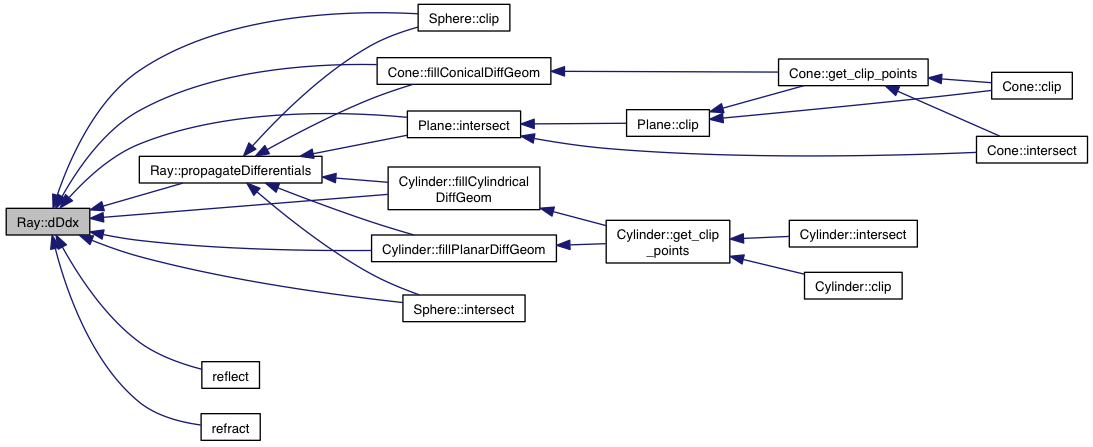 Sphere::clip
Cone::fillConicalDiffGeom
Cone::get_clip_points
Cone::clip
Plane::intersect
Plane::clip
Cone::intersect
Ray::propagateDifferentials
Cylinder::fillCylindrical
DiffGeom
Ray::dDdx
Cylinder::get_clip
_points
Cylinder::intersect
Cylinder::fillPlanarDiffGeom
Cylinder::clip
Sphere::intersect
reflect
refract